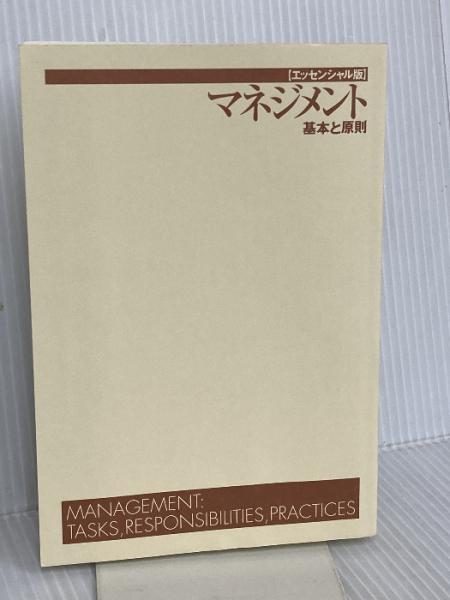 【エッセンシャル版】
マネジメント
基本と原則
MANAGEMENT:
TASKS,RESPONSIBILITIES,PRACTICES